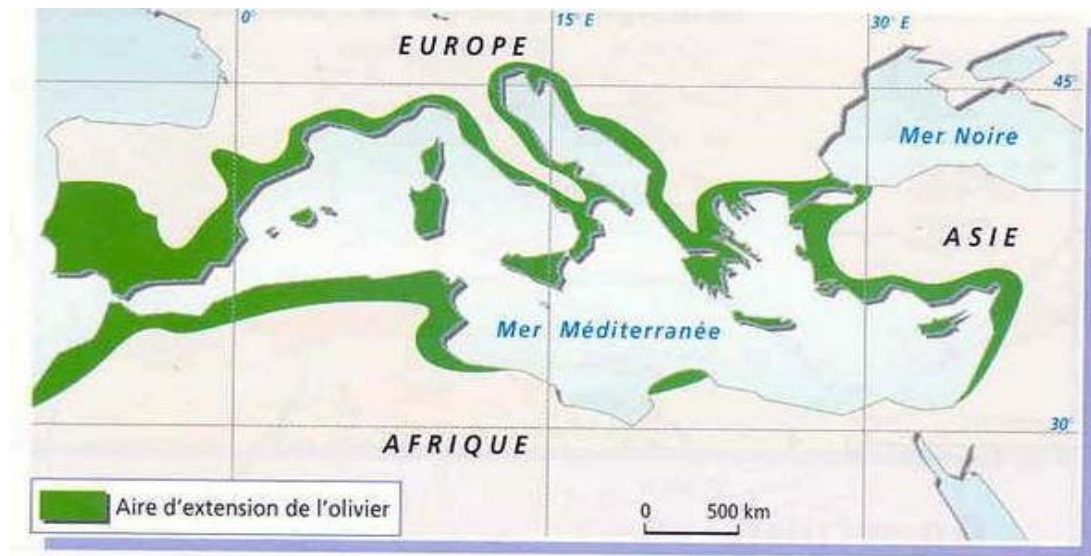 0°
15° E
30° E
EUROPE
45°
Mer Noire
ASIE
Mer Méditerranée
30°
AFRIQUE
Aire d'extension de l'olivier
0
500 km